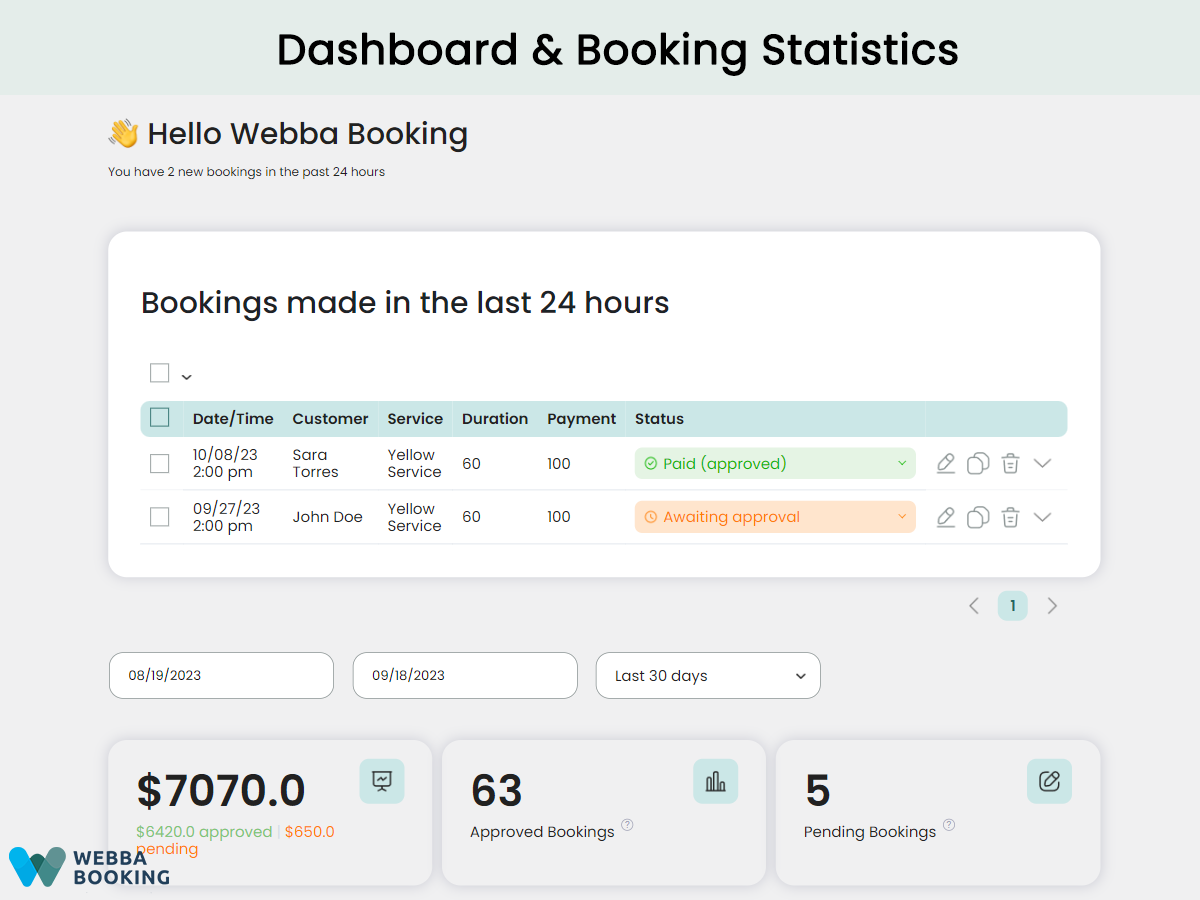 Dashboard & Booking Statistics
👋 Hello Webba Booking
You have 2 new bookings in the past 24 hours
Bookings made in the last 24 hours
Date/Time Customer Service Duration Payment Status
10/08/23 2:00 pm Sara Torres Yellow Service 60 100 Paid (approved)
09/27/23 2:00 pm John Doe Yellow Service 60 100 Awaiting approval
1
08/19/2023 09/18/2023 Last 30 days
$7070.0
$6420.0 approved | $650.0
pending
63
Approved Bookings ?
5
Pending Bookings ?
WEBBA
BOOKING